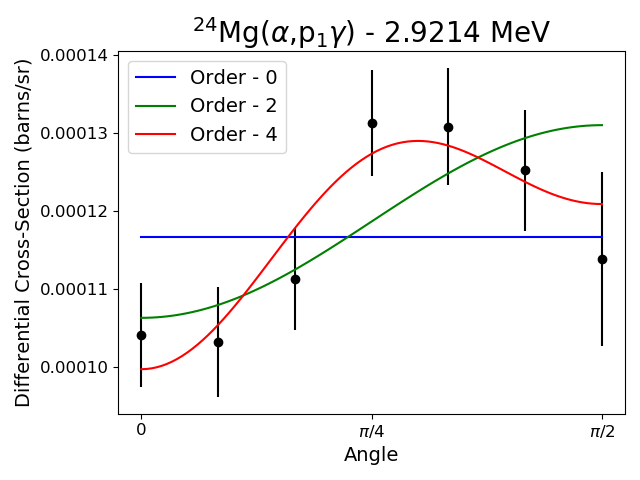 ²⁴Mg(α,p₁γ) - 2.9214 MeV
Differential Cross-Section (barns/sr)
0.00014
0.00013
0.00012
0.00011
0.00010
Order - 0
Order - 2
Order - 4
0
π/4
π/2
Angle